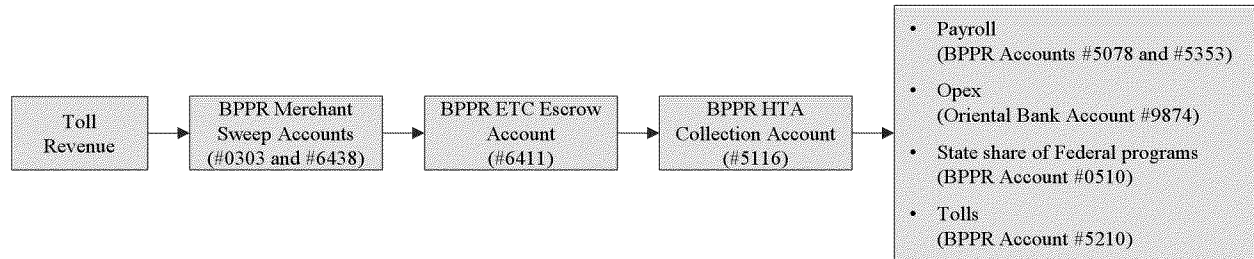 Toll
Revenue
BPPR Merchant
Sweep Accounts
(#0303 and #6438)
BPPR ETC Escrow
Account
(#6411)
BPPR HTA
Collection Account
(#5116)
• Payroll
(BPPR Accounts #5078 and #5353)
• Opex
(Oriental Bank Account #9874)
• State share of Federal programs
(BPPR Account #0510)
• Tolls
(BPPR Account #5210)